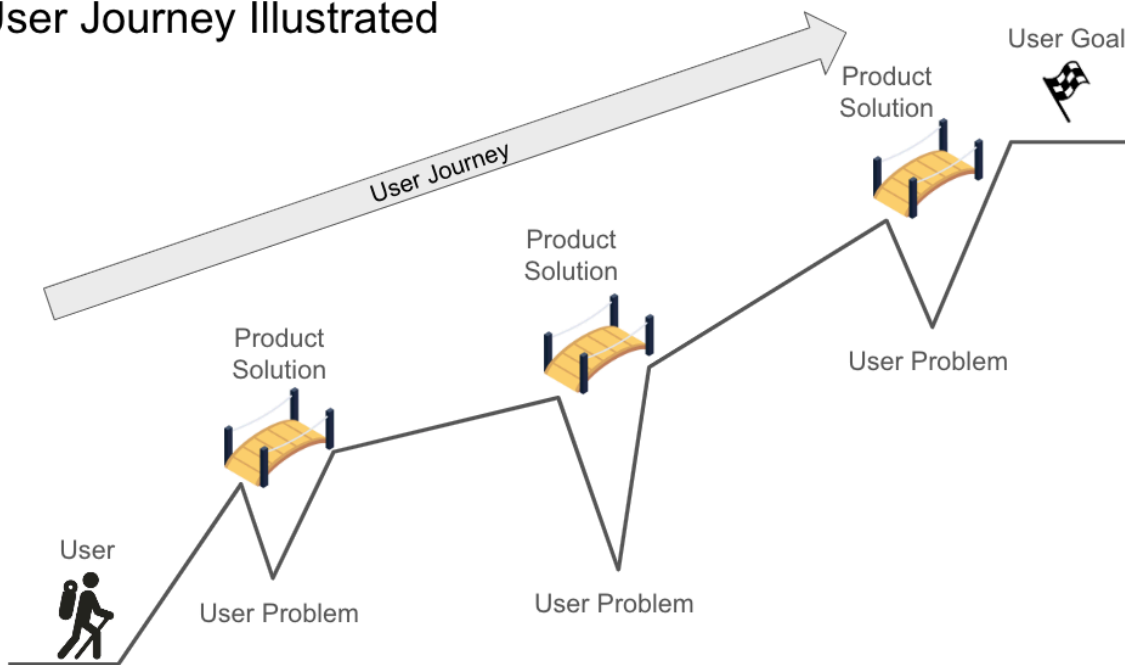 User Journey Illustrated
User Goal
Product
Solution
User Journey
Product
Solution
Product
Solution
User Problem
User
User Problem
User Problem